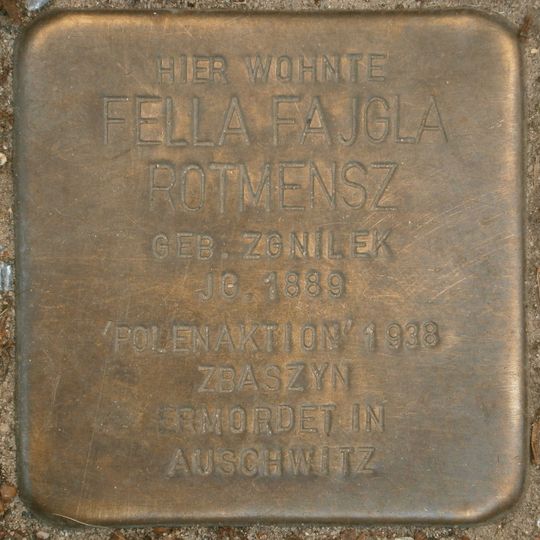 HIER WOHNTE
FELLA FAJGLA
ROTMENSZ
GEB. ZGNILEK
JG. 1889
'POLENAKTION' 1938
ZBASZYN
ERMORDET IN
AUSCHWITZ